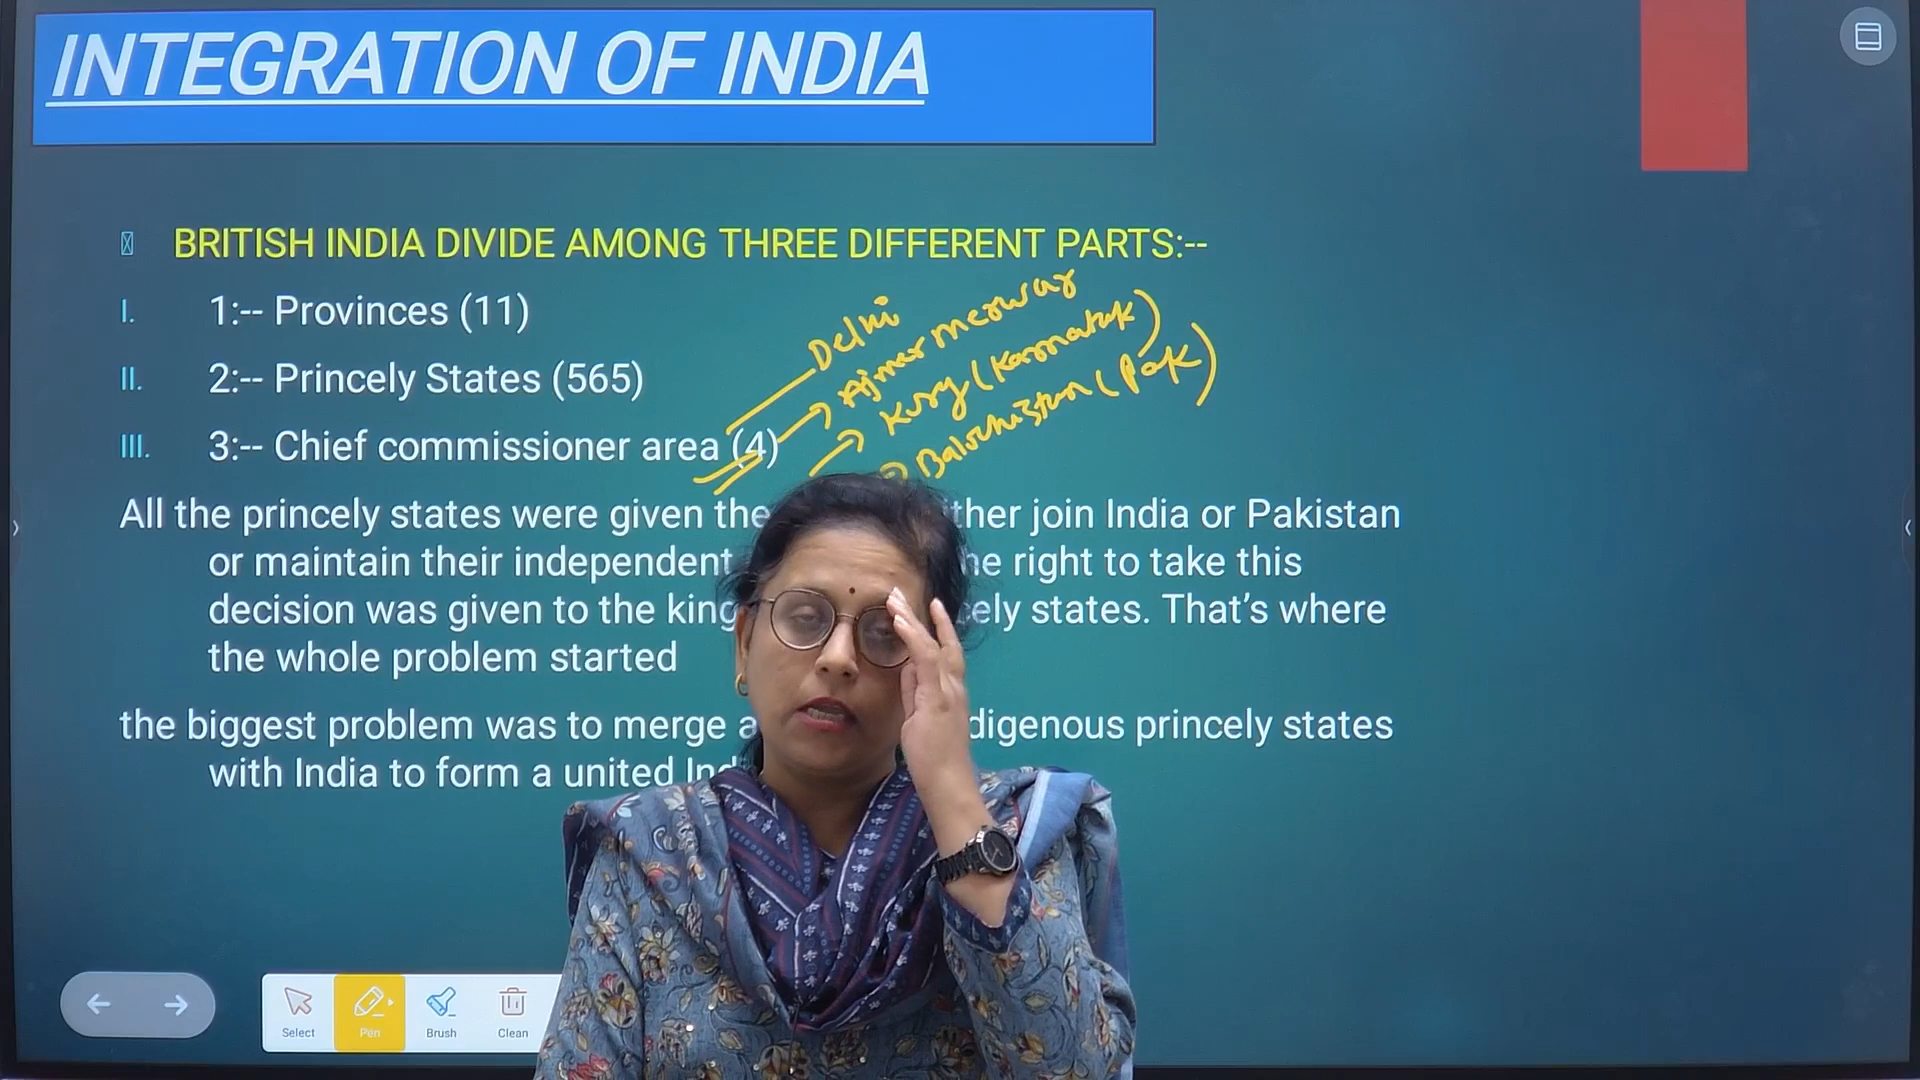 INTEGRATION OF INDIA
BRITISH INDIA DIVIDE AMONG THREE DIFFERENT PARTS:--
I. 1:-- Provinces (11)
II. 2:-- Princely States (565)
III. 3:-- Chief commissioner area (4)
Delhi
Ajmer merwar
Kurg (Karnatak)
Balochistan (Pak)
All the princely states were given the ther join India or Pakistan
or maintain their independent he right to take this
decision was given to the king cely states. That’s where
the whole problem started
the biggest problem was to merge a digenous princely states
with India to form a united Ind
Select
Pen
Brush
Clean